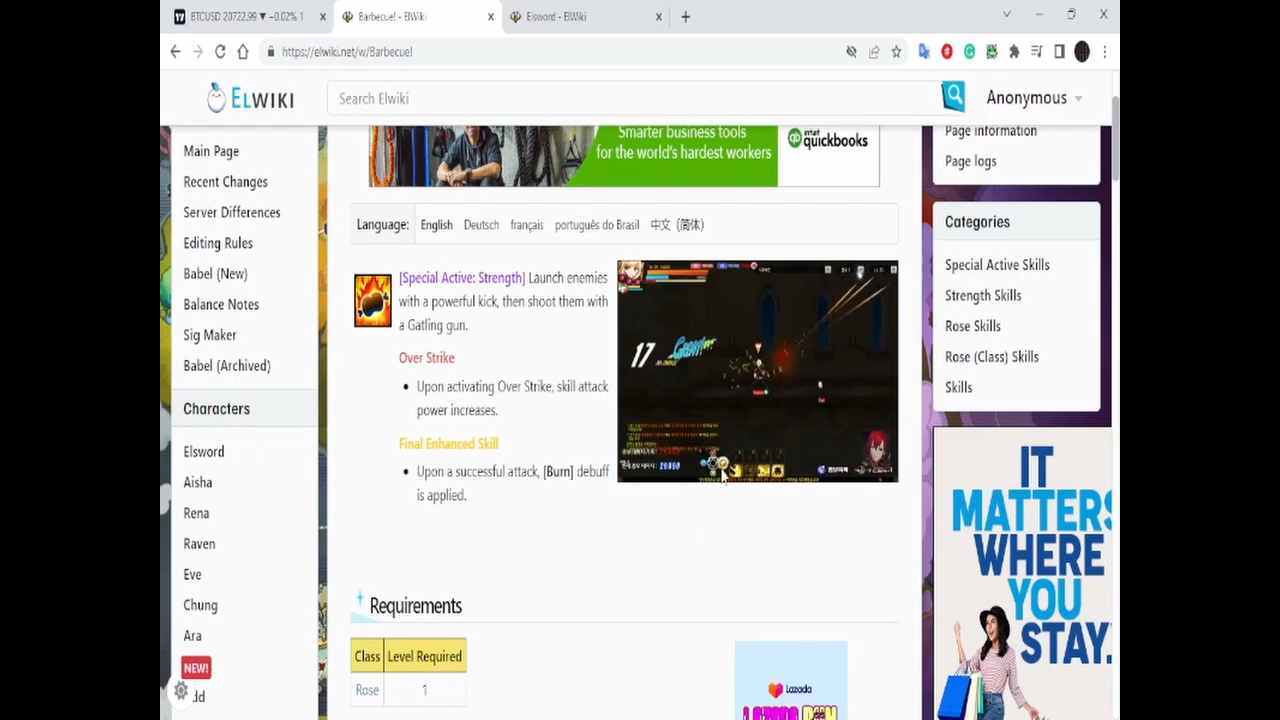 BTCUSD 20722.99 ▼ −0.02% 1
Barbecue! - ElWiki
Elsword - ElWiki
https://elwiki.net/w/Barbecue!
ELWIKI
Search Elwiki
Anonymous
Main Page
Recent Changes
Server Differences
Editing Rules
Babel (New)
Balance Notes
Sig Maker
Babel (Archived)
Characters
Elsword
Aisha
Rena
Raven
Eve
Chung
Ara
NEW!
Smarter business tools
for the world's hardest workers
intuit
quickbooks
Language: English Deutsch français português do Brasil 中文（简体）
[Special Active: Strength] Launch enemies
with a powerful kick, then shoot them with
a Gatling gun.
Over Strike
• Upon activating Over Strike, skill attack
power increases.
Final Enhanced Skill
• Upon a successful attack, [Burn] debuff
is applied.
17
Requirements
Class Level Required
Rose 1
Lazada
Page information
Page logs
Categories
Special Active Skills
Strength Skills
Rose Skills
Rose (Class) Skills
Skills
IT
MATTERS
WHERE
YOU
STAY.